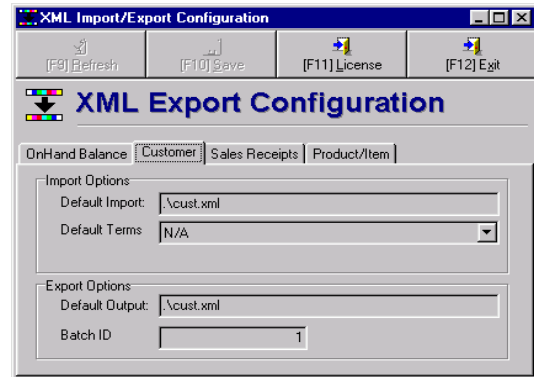 XML Import/Export Configuration
[F9] Refresh [F10] Save [F11] License [F12] Exit
XML Export Configuration
OnHand Balance Customer Sales Receipts Product/Item
Import Options
Default Import: .\cust.xml
Default Terms N/A
Export Options
Default Output: .\cust.xml
Batch ID 1